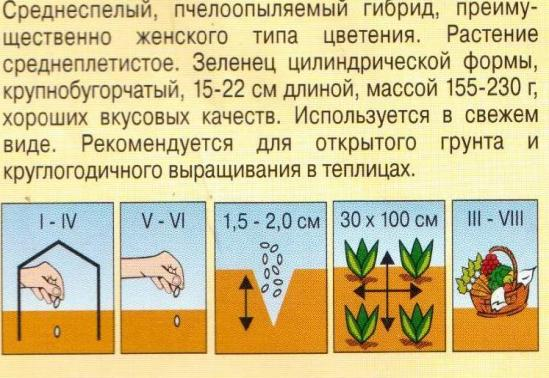 Среднеспелый, пчелоопыляемый гибрид, преиму-
щественно женского типа цветения. Растение
среднеплетистое. Зеленец цилиндрической формы,
крупнобугорчатый, 15-22 см длиной, массой 155-230 г,
хороших вкусовых качеств. Используется в свежем
виде. Рекомендуется для открытого грунта и
круглогодичного выращивания в теплицах.
I - IV
V - VI
1,5 - 2,0 см
30 х 100 см
III - VIII